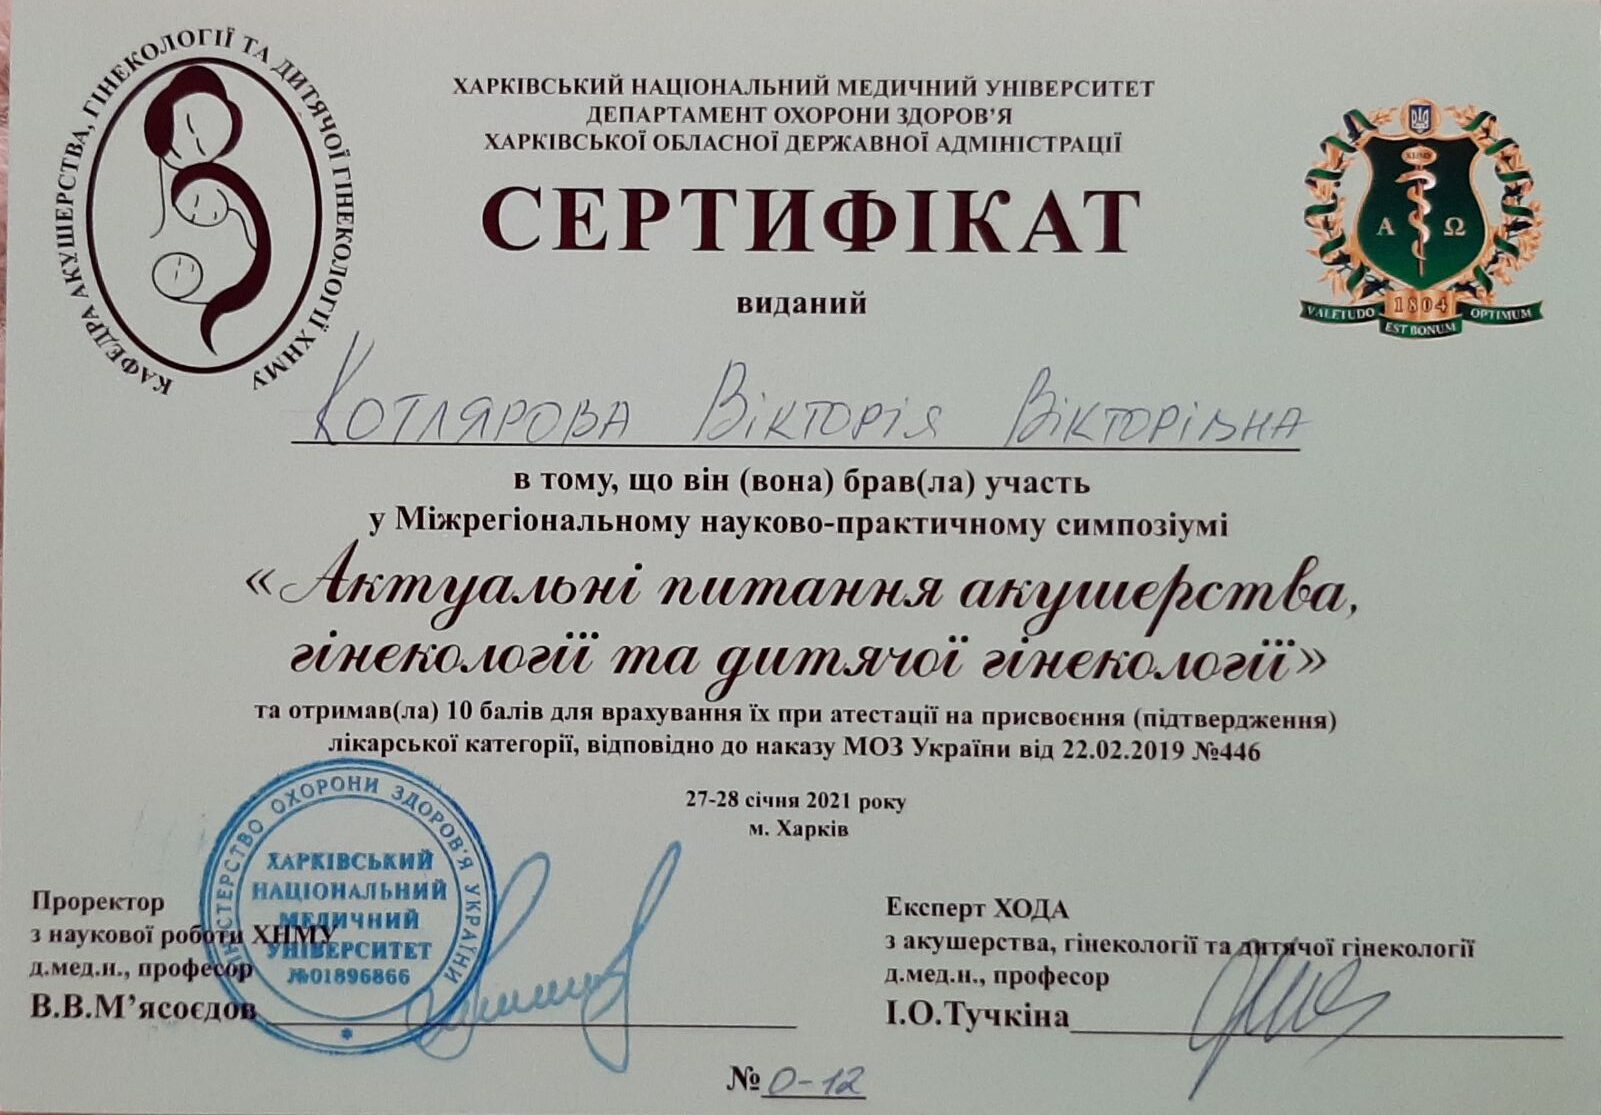 КАФЕДРА АКУШЕРСТВА, ГІНЕКОЛОГІЇ ТА ДИТЯЧОЇ ГІНЕКОЛОГІЇ ХНМУ
ХАРКІВСЬКИЙ НАЦІОНАЛЬНИЙ МЕДИЧНИЙ УНІВЕРСИТЕТ
ДЕПАРТАМЕНТ ОХОРОНИ ЗДОРОВ’Я
ХАРКІВСЬКОЇ ОБЛАСНОЇ ДЕРЖАВНОЇ АДМІНІСТРАЦІЇ
ХНМУ
Α Ω
1804
VALETUDO EST BONUM OPTIMUM
СЕРТИФІКАТ
виданий
Котлярова Вікторія Вікторівна
в тому, що він (вона) брав(ла) участь
у Міжрегіональному науково-практичному симпозіумі
«Актуальні питання акушерства,
гінекології та дитячої гінекології»
та отримав(ла) 10 балів для врахування їх при атестації на присвоєння (підтвердження)
лікарської категорії, відповідно до наказу МОЗ України від 22.02.2019 №446
27-28 січня 2021 року
м. Харків
МІНІСТЕРСТВО ОХОРОНИ ЗДОРОВ'Я УКРАЇНИ
ХАРКІВСЬКИЙ
НАЦІОНАЛЬНИЙ
МЕДИЧНИЙ
УНІВЕРСИТЕТ
№01896866
Проректор
з наукової роботи ХНМУ
д.мед.н., професор
В.В.М’ясоєдов
Експерт ХОДА
з акушерства, гінекології та дитячої гінекології
д.мед.н., професор
І.О.Тучкіна
№ 0-12